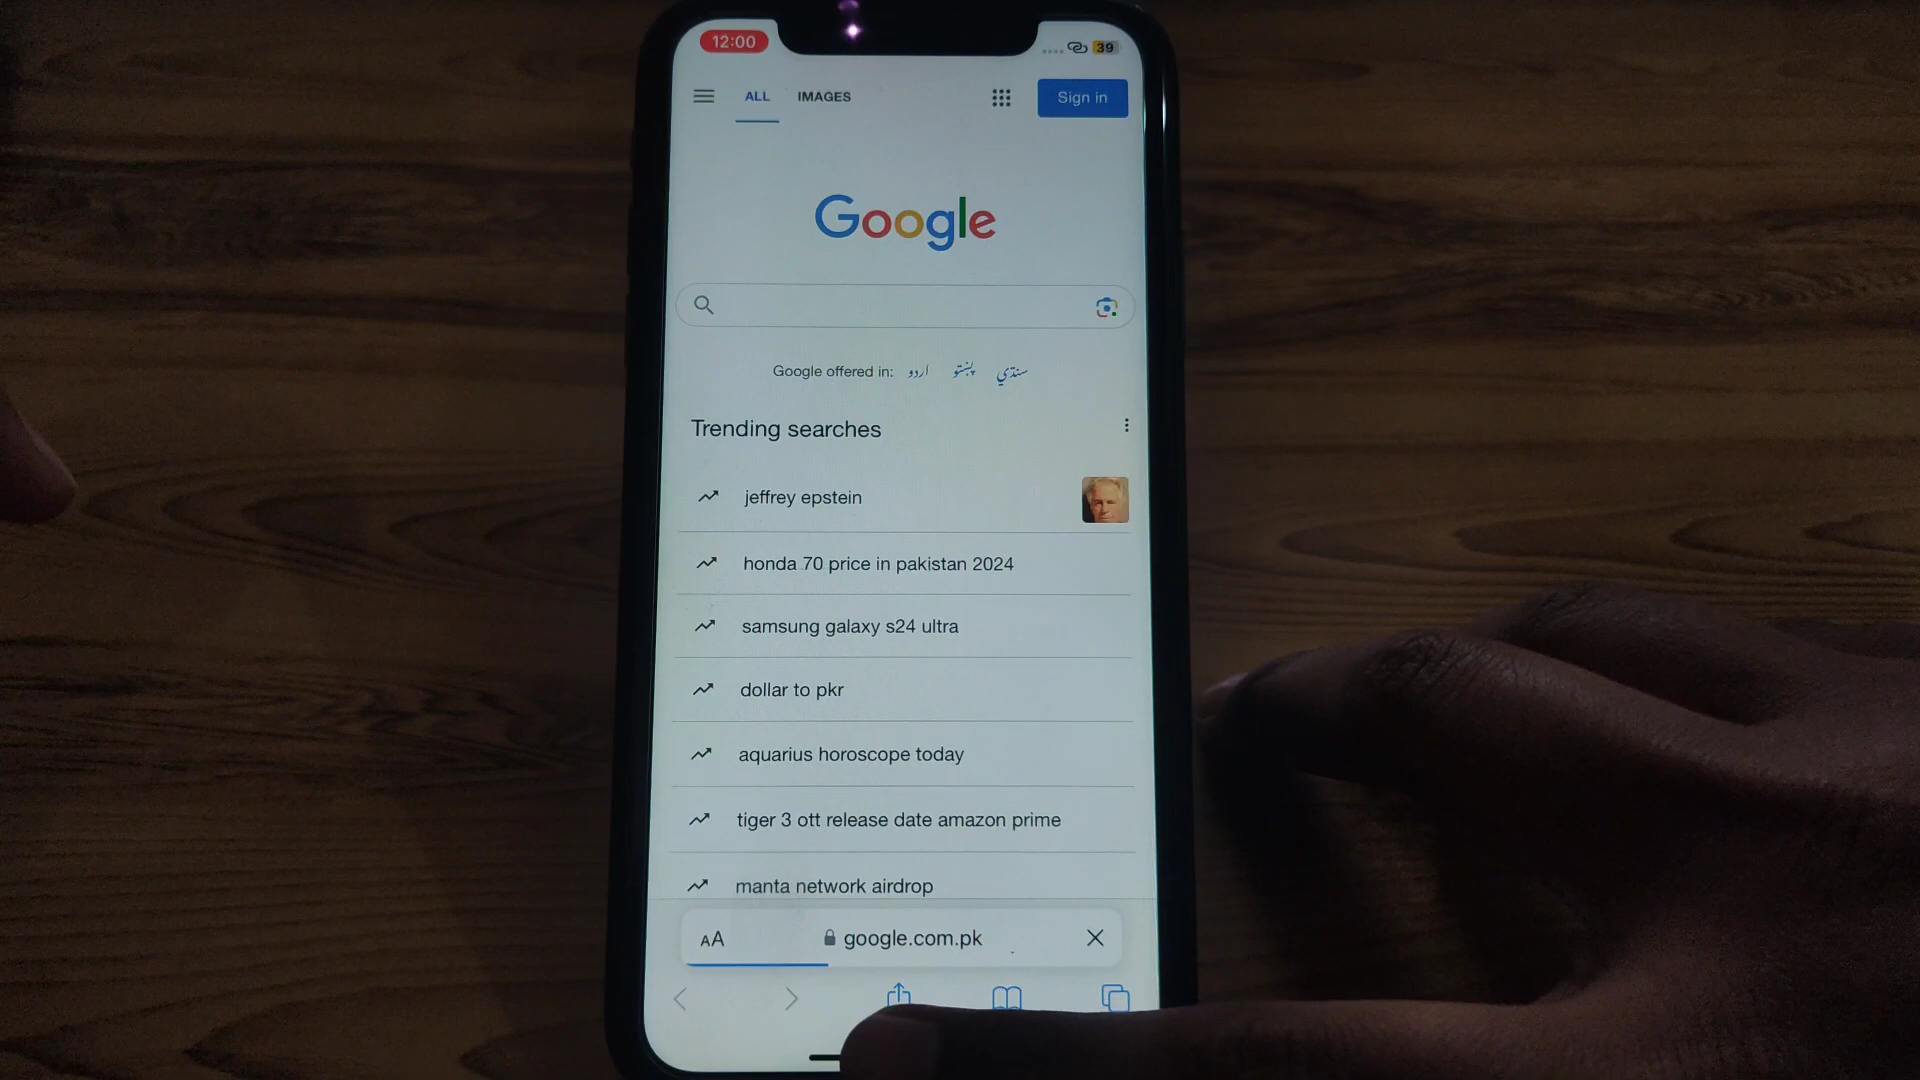 12:00 39
ALL IMAGES Sign in
Google
Google offered in: اردو پښتو سنڌي
Trending searches
jeffrey epstein
honda 70 price in pakistan 2024
samsung galaxy s24 ultra
dollar to pkr
aquarius horoscope today
tiger 3 ott release date amazon prime
manta network airdrop
AA google.com.pk